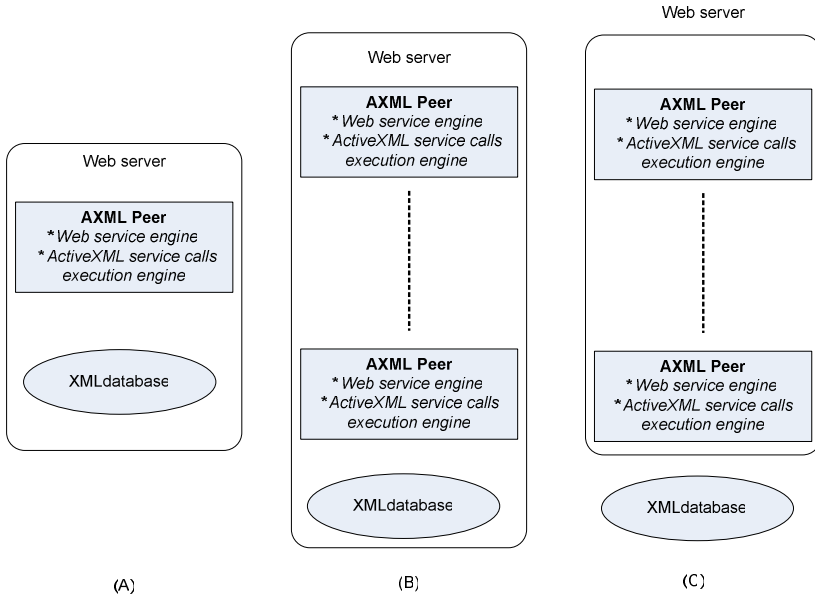 Web server
AXML Peer
* Web service engine
* ActiveXML service calls
execution engine
XMLdatabase
(A)
Web server
AXML Peer
* Web service engine
* ActiveXML service calls
execution engine
AXML Peer
* Web service engine
* ActiveXML service calls
execution engine
XMLdatabase
(B)
Web server
AXML Peer
* Web service engine
* ActiveXML service calls
execution engine
AXML Peer
* Web service engine
* ActiveXML service calls
execution engine
XMLdatabase
(C)